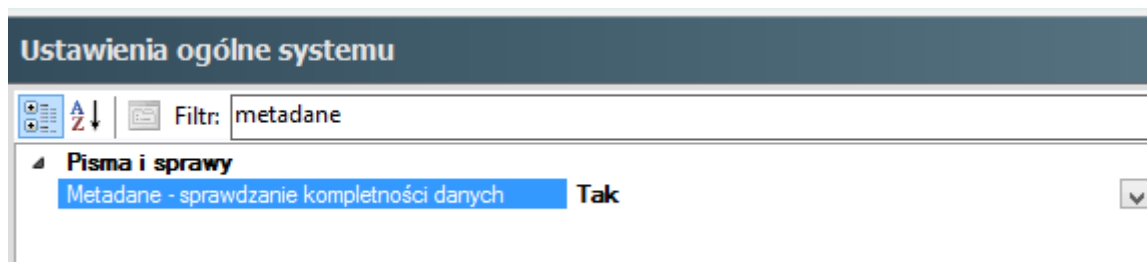 Ustawienia ogólne systemu
A Z Filtr: metadane
Pisma i sprawy
Metadane - sprawdzanie kompletności danych Tak